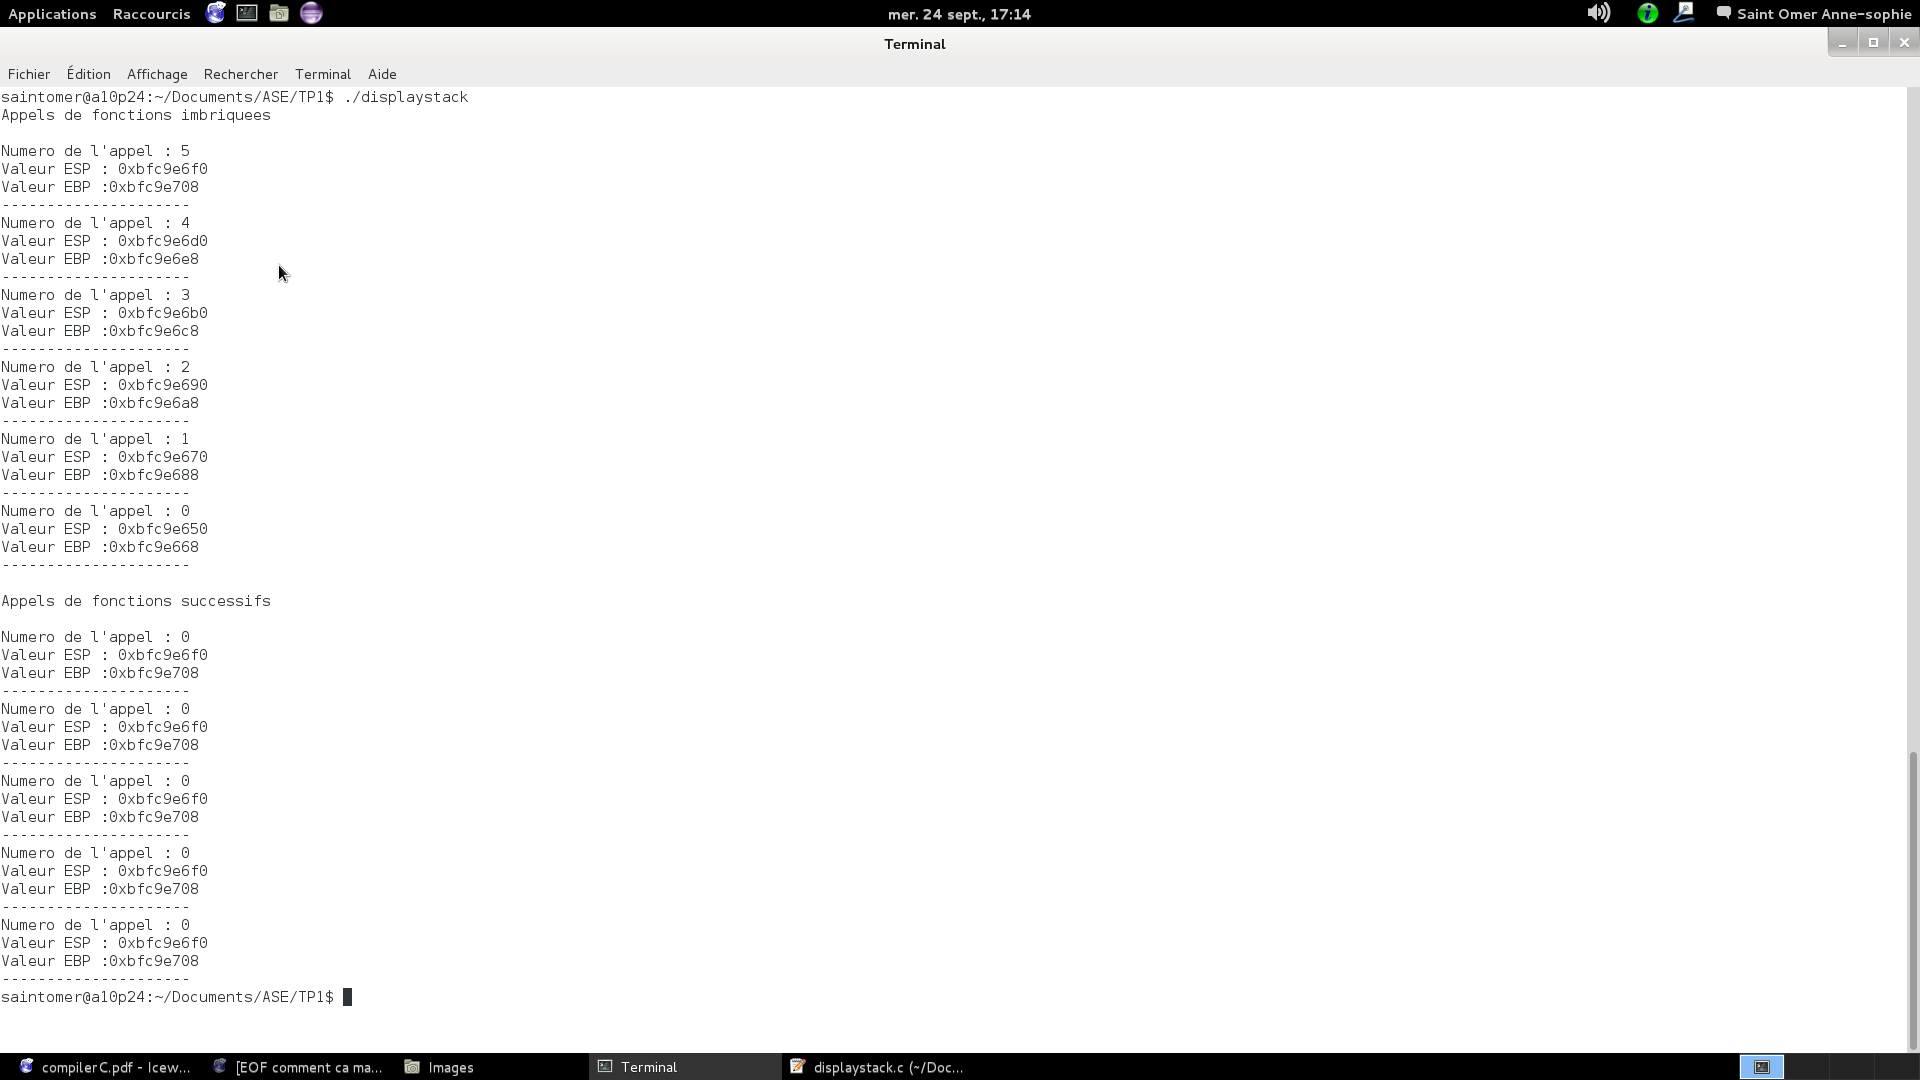 Applications Raccourcis mer. 24 sept., 17:14 Saint Omer Anne-sophie
Terminal
Fichier Édition Affichage Rechercher Terminal Aide
saintomer@a10p24:~/Documents/ASE/TP1$ ./displaystack
Appels de fonctions imbriquees
Numero de l'appel : 5
Valeur ESP : 0xbfc9e6f0
Valeur EBP :0xbfc9e708
---------------------
Numero de l'appel : 4
Valeur ESP : 0xbfc9e6d0
Valeur EBP :0xbfc9e6e8
---------------------
Numero de l'appel : 3
Valeur ESP : 0xbfc9e6b0
Valeur EBP :0xbfc9e6c8
---------------------
Numero de l'appel : 2
Valeur ESP : 0xbfc9e690
Valeur EBP :0xbfc9e6a8
---------------------
Numero de l'appel : 1
Valeur ESP : 0xbfc9e670
Valeur EBP :0xbfc9e688
---------------------
Numero de l'appel : 0
Valeur ESP : 0xbfc9e650
Valeur EBP :0xbfc9e668
---------------------
Appels de fonctions successifs
Numero de l'appel : 0
Valeur ESP : 0xbfc9e6f0
Valeur EBP :0xbfc9e708
---------------------
Numero de l'appel : 0
Valeur ESP : 0xbfc9e6f0
Valeur EBP :0xbfc9e708
---------------------
Numero de l'appel : 0
Valeur ESP : 0xbfc9e6f0
Valeur EBP :0xbfc9e708
---------------------
Numero de l'appel : 0
Valeur ESP : 0xbfc9e6f0
Valeur EBP :0xbfc9e708
---------------------
Numero de l'appel : 0
Valeur ESP : 0xbfc9e6f0
Valeur EBP :0xbfc9e708
---------------------
saintomer@a10p24:~/Documents/ASE/TP1$
compilerC.pdf - Icew... [EOF comment ca ma... Images Terminal displaystack.c (~/Doc...